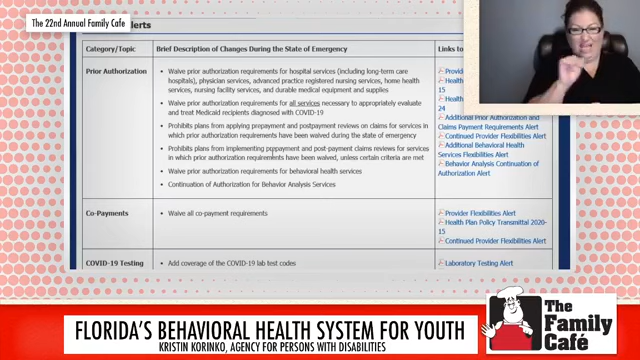 The 22nd Annual Family Cafe
lerts
Category/Topic
Brief Description of Changes During the State of Emergency
Links to
Prior Authorization
• Waive prior authorization requirements for hospital services (including long-term care
hospitals), physician services, advanced practice registered nursing services, home health
services, nursing facility services, and durable medical equipment and supplies
• Waive prior authorization requirements for all services necessary to appropriately evaluate
and treat Medicaid recipients diagnosed with COVID-19
• Prohibits plans from applying prepayment and postpayment reviews on claims for services in
which prior authorization requirements have been waived during the state of emergency
• Prohibits plans from implementing prepayment and post-payment claims reviews for services
in which prior authorization requirements have been waived, unless certain criteria are met
• Waive prior authorization requirements for behavioral health services
• Continuation of Authorization for Behavior Analysis Services
Provid
Health
15
Health
24
Additional Prior Authorization and
Claims Payment Requirements Alert
Continued Provider Flexibilities Alert
Additional Behavioral Health
Services Flexibilities Alert
Behavior Analysis Continuation of
Authorization Alert
Co-Payments
• Waive all co-payment requirements
Provider Flexibilities Alert
Health Plan Policy Transmittal 2020-
15
Continued Provider Flexibilities Alert
COVID-19 Testing
• Add coverage of the COVID-19 lab test codes
Laboratory Testing Alert
FLORIDA'S BEHAVIORAL HEALTH SYSTEM FOR YOUTH
KRISTIN KORINKO, AGENCY FOR PERSONS WITH DISABILITIES
The
Family
Café